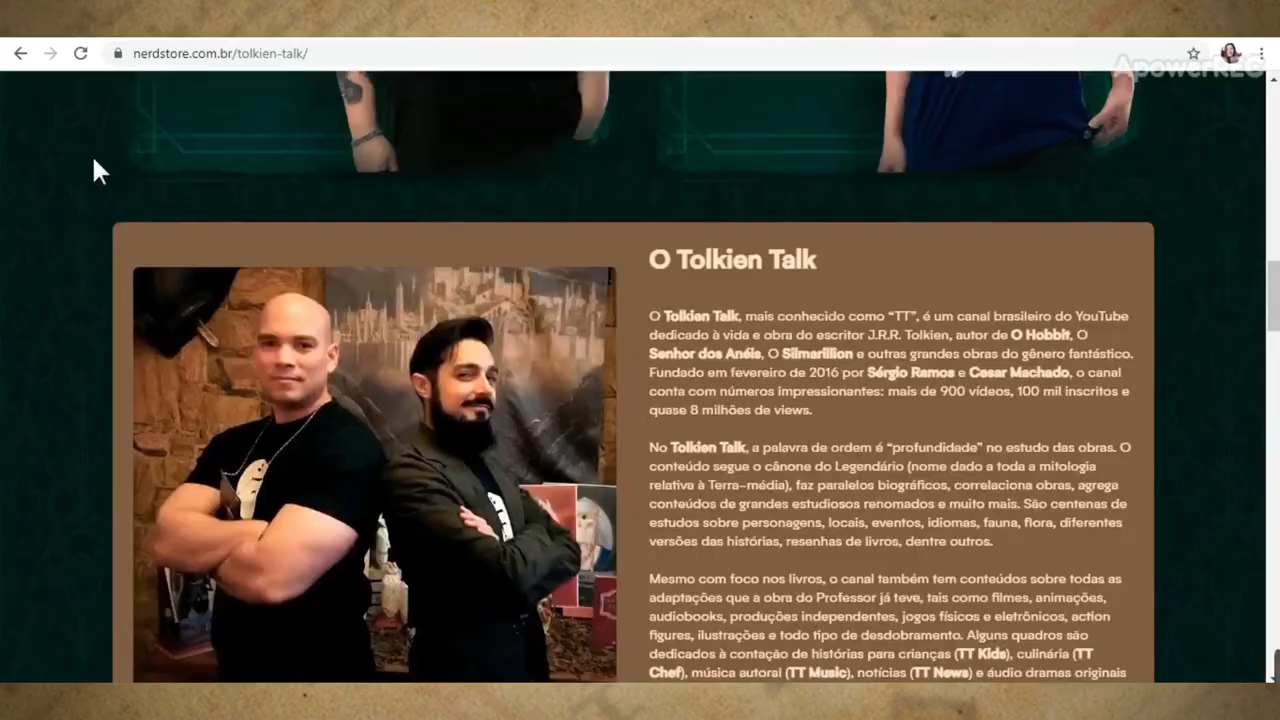 nerdstore.com.br/tolkien-talk/
ApowerREC
O Tolkien Talk
O Tolkien Talk, mais conhecido como “TT”, é um canal brasileiro do YouTube
dedicado à vida e obra do escritor J.R.R. Tolkien, autor de O Hobbit, O
Senhor dos Anéis, O Silmarillion e outras grandes obras do gênero fantástico.
Fundado em fevereiro de 2016 por Sérgio Ramos e Cesar Machado, o canal
conta com números impressionantes: mais de 900 vídeos, 100 mil inscritos e
quase 8 milhões de views.
No Tolkien Talk, a palavra de ordem é “profundidade” no estudo das obras. O
conteúdo segue o cânone do Legendário (nome dado a toda a mitologia
relativa à Terra-média), faz paralelos biográficos, correlaciona obras, agrega
conteúdos de grandes estudiosos renomados e muito mais. São centenas de
estudos sobre personagens, locais, eventos, idiomas, fauna, flora, diferentes
versões das histórias, resenhas de livros, dentre outros.
Mesmo com foco nos livros, o canal também tem conteúdos sobre todas as
adaptações que a obra do Professor já teve, tais como filmes, animações,
audiobooks, produções independentes, jogos físicos e eletrônicos, action
figures, ilustrações e todo tipo de desdobramento. Alguns quadros são
dedicados à contação de histórias para crianças (TT Kids), culinária (TT
Chef), música autoral (TT Music), notícias (TT News) e áudio dramas originais